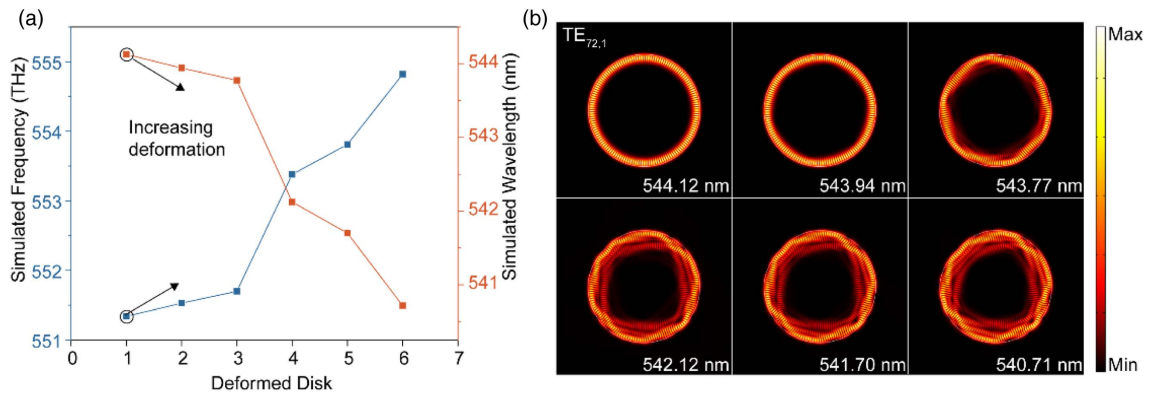 (a)
Simulated Frequency (THz)
555
554
553
552
551
Increasing
deformation
544
543
542
541
Simulated Wavelength (nm)
0 1 2 3 4 5 6 7
Deformed Disk
(b)
TE72,1
544.12 nm
543.94 nm
543.77 nm
542.12 nm
541.70 nm
540.71 nm
Max
Min